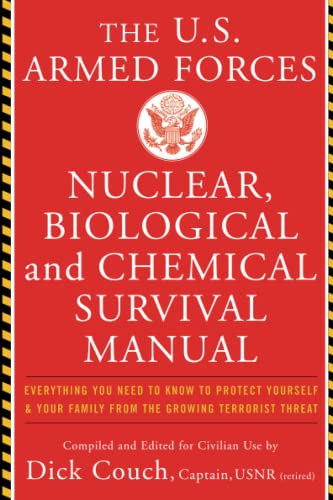 THE U.S.
ARMED FORCES
NUCLEAR,
BIOLOGICAL
and CHEMICAL
SURVIVAL
MANUAL
EVERYTHING YOU NEED TO KNOW TO PROTECT YOURSELF
& YOUR FAMILY FROM THE GROWING TERRORIST THREAT
Compiled and Edited for Civilian Use by
Dick Couch, Captain, USNR (retired)